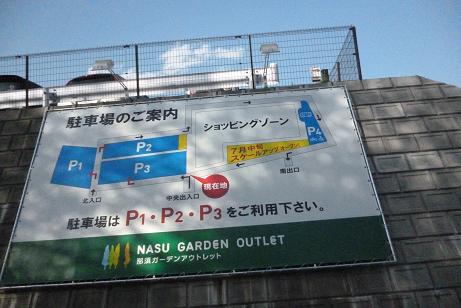 駐車場のご案内
ショッピングゾーン
P1
P2
P3
P4
7月中旬
スケールアップオープン!
北入口
中央出入口
現在地
南出口
駐車場は P1・P2・P3 をご利用下さい。
NASU GARDEN OUTLET
那須ガーデンアウトレット